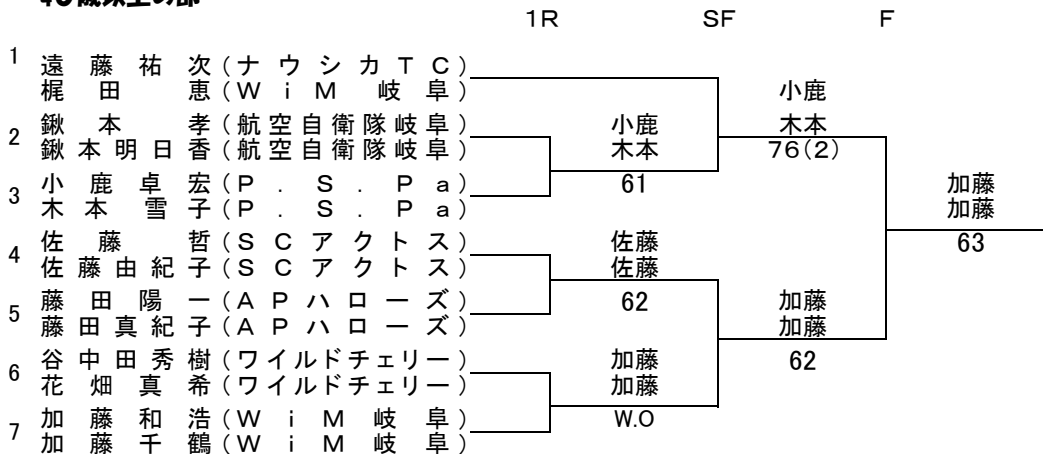 1R SF F
1 遠藤祐次(ナウシカTC)
梶田恵(WiM岐阜)
小鹿
2 鍬本孝(航空自衛隊岐阜)
鍬本明日香(航空自衛隊岐阜)
小鹿
木本
木本
76(2)
3 小鹿卓宏(P.S.Pa)
木本雪子(P.S.Pa)
61
加藤
加藤
63
4 佐藤哲(SCアクトス)
佐藤由紀子(SCアクトス)
佐藤
佐藤
5 藤田陽一(APハローズ)
藤田真紀子(APハローズ)
62
加藤
加藤
62
6 谷中田秀樹(ワイルドチェリー)
花畑真希(ワイルドチェリー)
加藤
加藤
7 加藤和浩(WiM岐阜)
加藤千鶴(WiM岐阜)
W.O